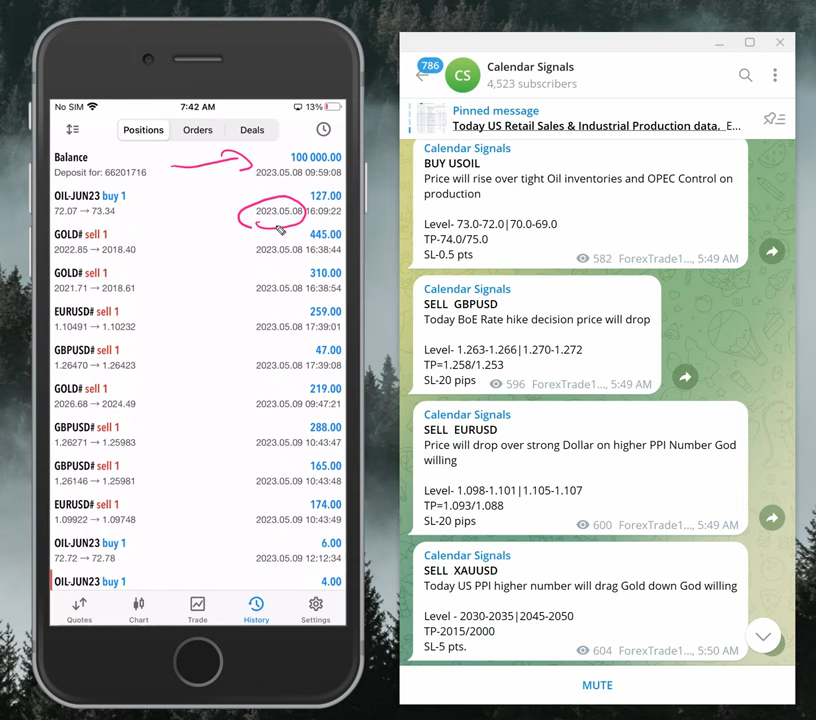 No SIM
7:42 AM
13%
Positions
Orders
Deals
Balance
100 000.00
Deposit for: 66201716
2023.05.08 09:59:08
OIL-JUN23 buy 1
127.00
72.07 → 73.34
2023.05.08 16:09:22
GOLD# sell 1
445.00
2022.85 → 2018.40
2023.05.08 16:38:44
GOLD# sell 1
310.00
2021.71 → 2018.61
2023.05.08 16:38:54
EURUSD# sell 1
259.00
1.10491 → 1.10232
2023.05.08 17:39:01
GBPUSD# sell 1
47.00
1.26470 → 1.26423
2023.05.08 17:39:08
GOLD# sell 1
219.00
2026.68 → 2024.49
2023.05.09 09:47:21
GBPUSD# sell 1
288.00
1.26271 → 1.25983
2023.05.09 10:43:47
GBPUSD# sell 1
165.00
1.26146 → 1.25981
2023.05.09 10:43:48
EURUSD# sell 1
174.00
1.09922 → 1.09748
2023.05.09 10:43:49
OIL-JUN23 buy 1
6.00
72.72 → 72.78
2023.05.09 12:12:34
OIL-JUN23 buy 1
4.00
Quotes
Chart
Trade
History
Settings
786
CS
Calendar Signals
4,523 subscribers
Pinned message
Today US Retail Sales & Industrial Production data. E...
Calendar Signals
BUY USOIL
Price will rise over tight Oil inventories and OPEC Control on
production
Level- 73.0-72.0|70.0-69.0
TP-74.0/75.0
SL-0.5 pts
582 ForexTrade1..., 5:49 AM
Calendar Signals
SELL GBPUSD
Today BoE Rate hike decision price will drop
Level- 1.263-1.266|1.270-1.272
TP=1.258/1.253
SL-20 pips
596 ForexTrade1..., 5:49 AM
Calendar Signals
SELL EURUSD
Price will drop over strong Dollar on higher PPI Number God
willing
Level- 1.098-1.101|1.105-1.107
TP=1.093/1.088
SL-20 pips
600 ForexTrade1..., 5:49 AM
Calendar Signals
SELL XAUUSD
Today US PPI higher number will drag Gold down God willing
Level - 2030-2035|2045-2050
TP-2015/2000
SL-5 pts.
604 ForexTrade1..., 5:50 AM
MUTE